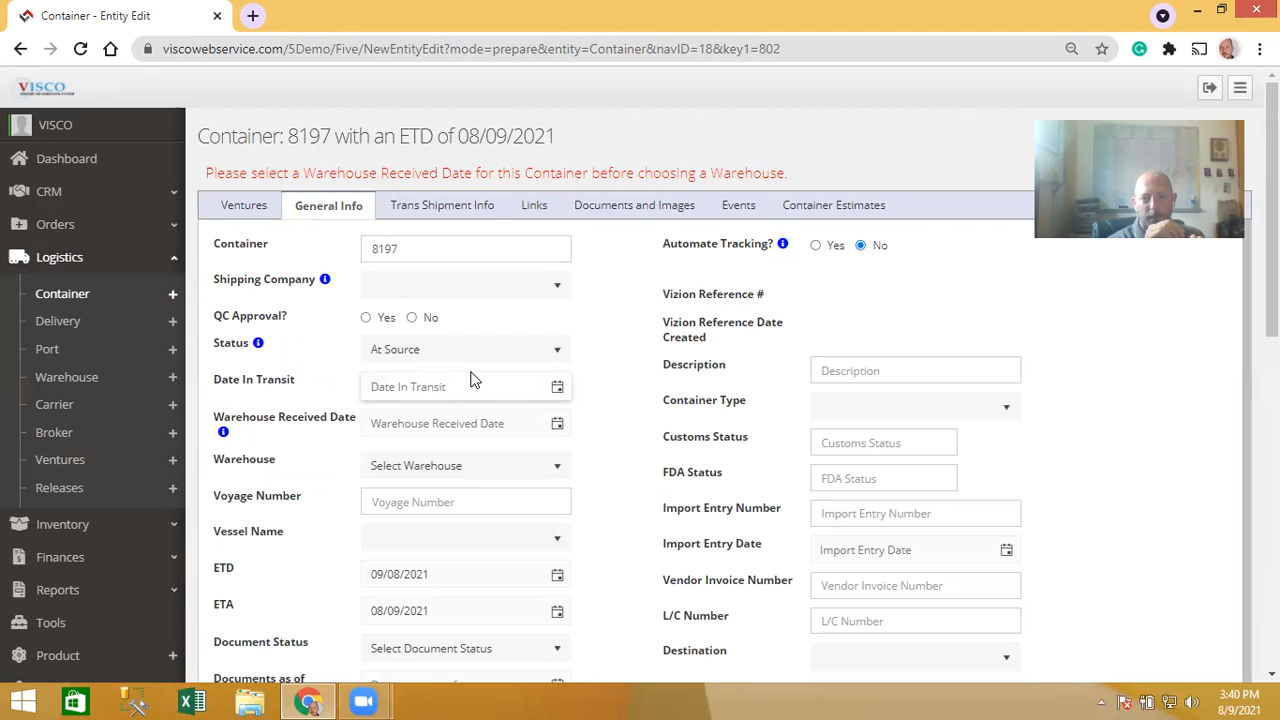 Container - Entity Edit
viscowebservice.com/5Demo/Five/NewEntityEdit?mode=prepare&entity=Container&navID=18&key1=802
VISCO
VISCO
Dashboard
CRM
Orders
Logistics
Container
Delivery
Port
Warehouse
Carrier
Broker
Ventures
Releases
Inventory
Finances
Reports
Tools
Product
Container: 8197 with an ETD of 08/09/2021
Please select a Warehouse Received Date for this Container before choosing a Warehouse.
Ventures General Info Trans Shipment Info Links Documents and Images Events Container Estimates
Container 8197
Shipping Company
QC Approval? Yes No
Status At Source
Date In Transit Date In Transit
Warehouse Received Date Warehouse Received Date
Warehouse Select Warehouse
Voyage Number Voyage Number
Vessel Name
ETD 09/08/2021
ETA 08/09/2021
Document Status Select Document Status
Documents as of
Automate Tracking? Yes No
Vizion Reference #
Vizion Reference Date
Created
Description Description
Container Type
Customs Status Customs Status
FDA Status FDA Status
Import Entry Number Import Entry Number
Import Entry Date Import Entry Date
Vendor Invoice Number Vendor Invoice Number
L/C Number L/C Number
Destination
3:40 PM
8/9/2021